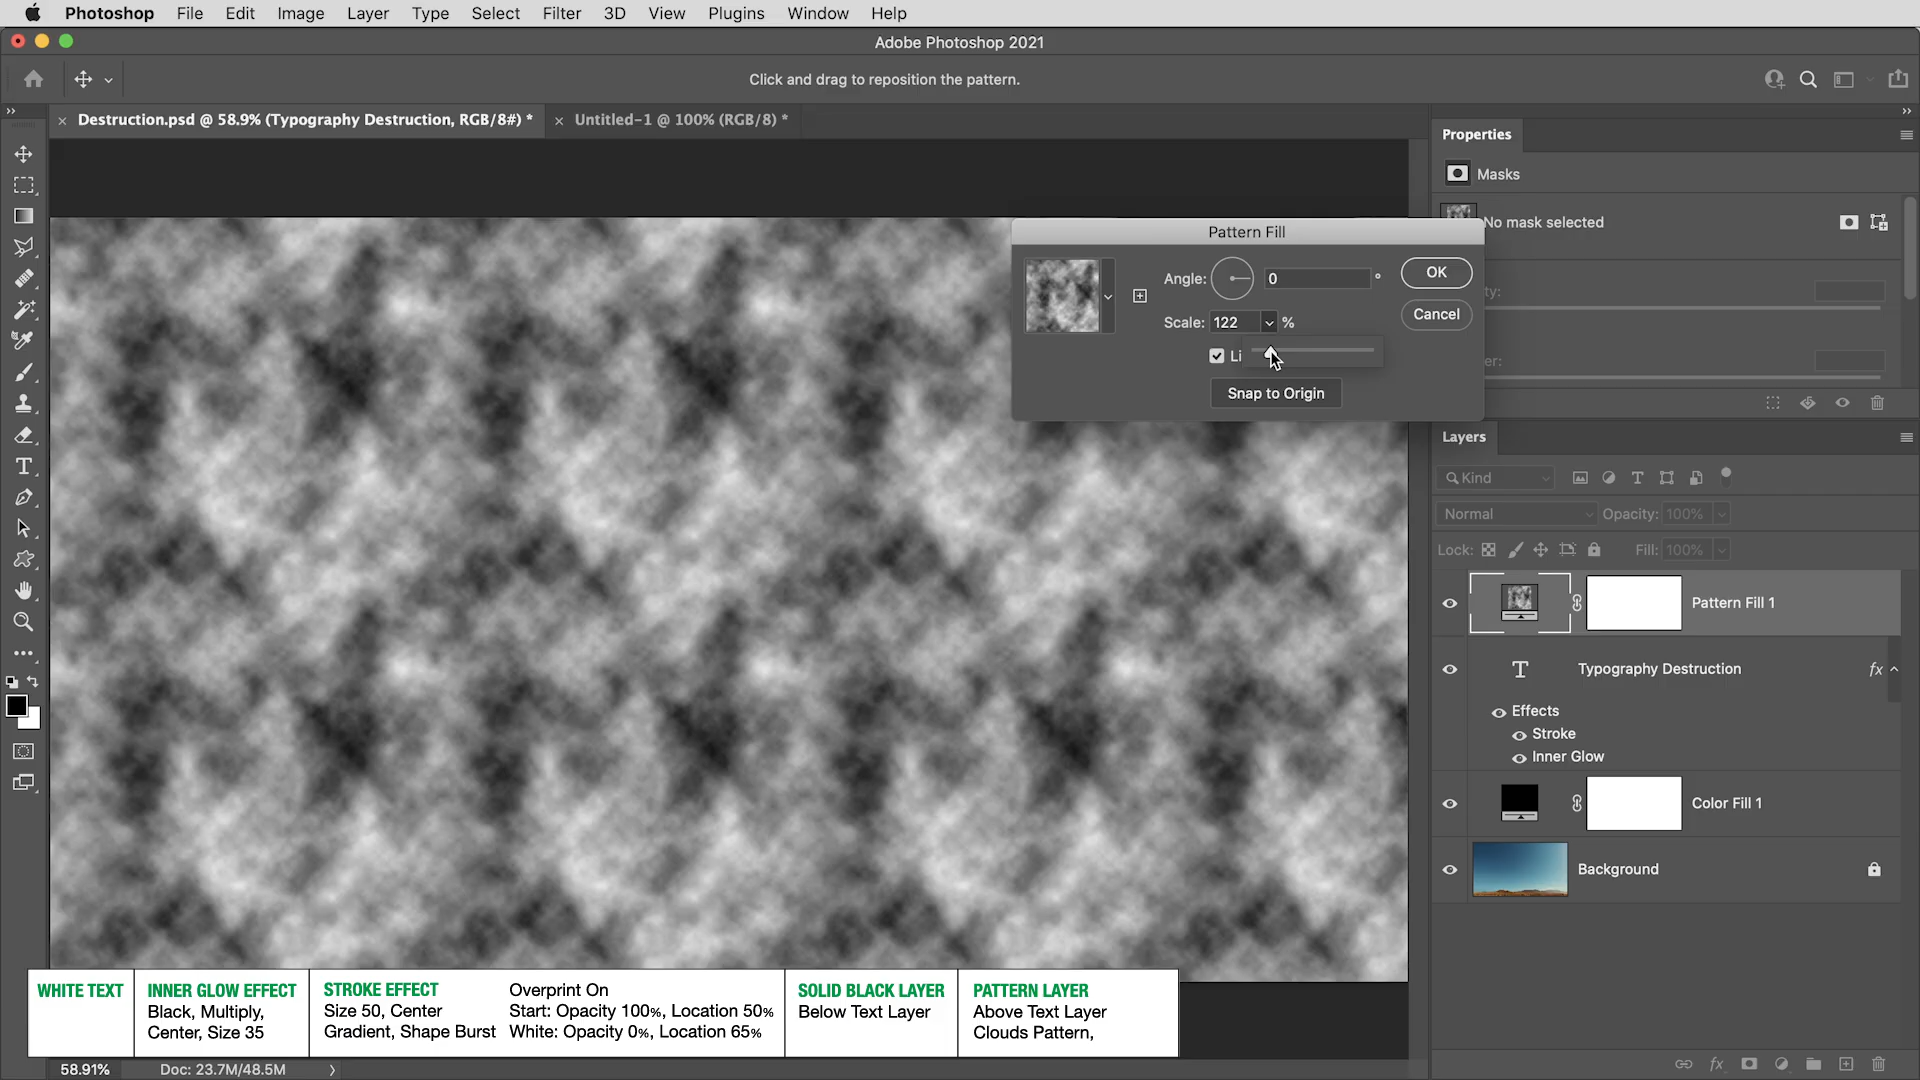 Photoshop File Edit Image Layer Type Select Filter 3D View Plugins Window Help
Adobe Photoshop 2021
Click and drag to reposition the pattern.
Destruction.psd @ 58.9% (Typography Destruction, RGB/8#) *
Untitled-1 @ 100% (RGB/8) *
Properties
Masks
No mask selected
Pattern Fill
Angle: 0 °
OK
Scale: 122 %
Cancel
Li
Snap to Origin
ty:
er:
Layers
Kind
Normal Opacity: 100%
Lock: Fill: 100%
Pattern Fill 1
T Typography Destruction fx
Effects
Stroke
Inner Glow
Color Fill 1
Background
WHITE TEXT
INNER GLOW EFFECT
Black, Multiply,
Center, Size 35
STROKE EFFECT
Size 50, Center
Gradient, Shape Burst
Overprint On
Start: Opacity 100%, Location 50%
White: Opacity 0%, Location 65%
SOLID BLACK LAYER
Below Text Layer
PATTERN LAYER
Above Text Layer
Clouds Pattern,
58.91% Doc: 23.7M/48.5M
fx